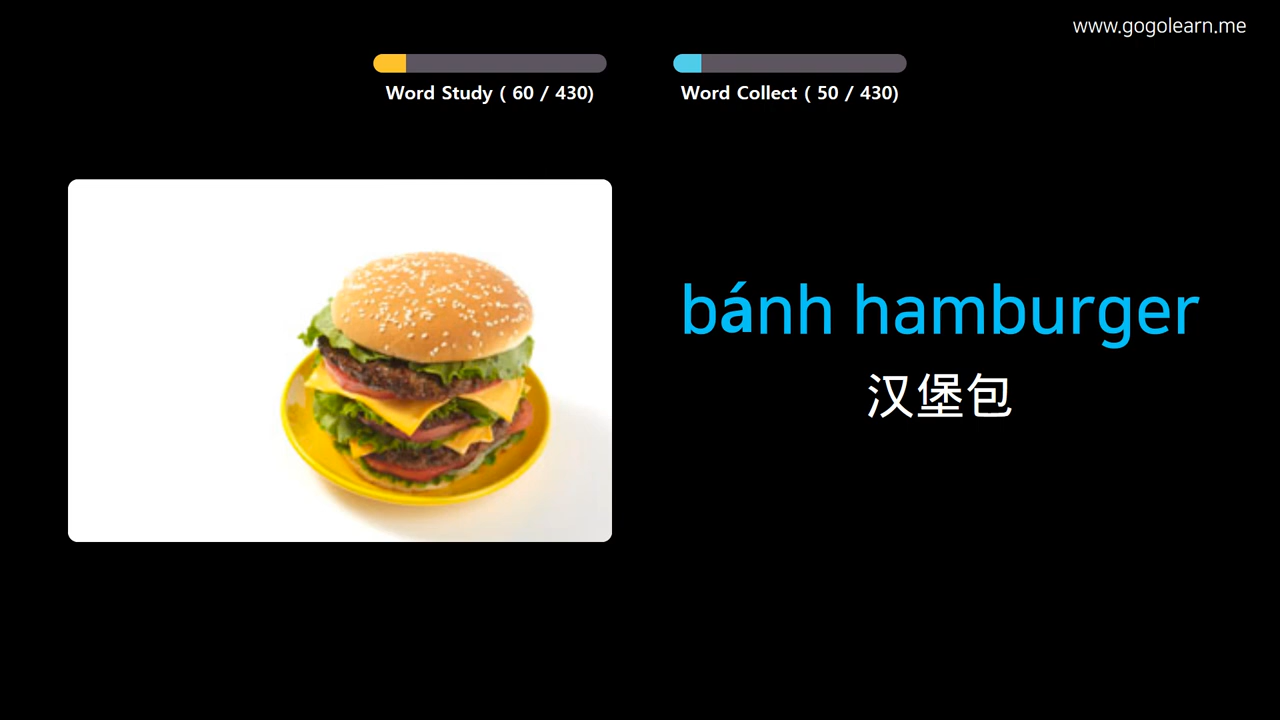 www.gogolearn.me
Word Study ( 60 / 430)
Word Collect ( 50 / 430)
bánh hamburger
汉堡包